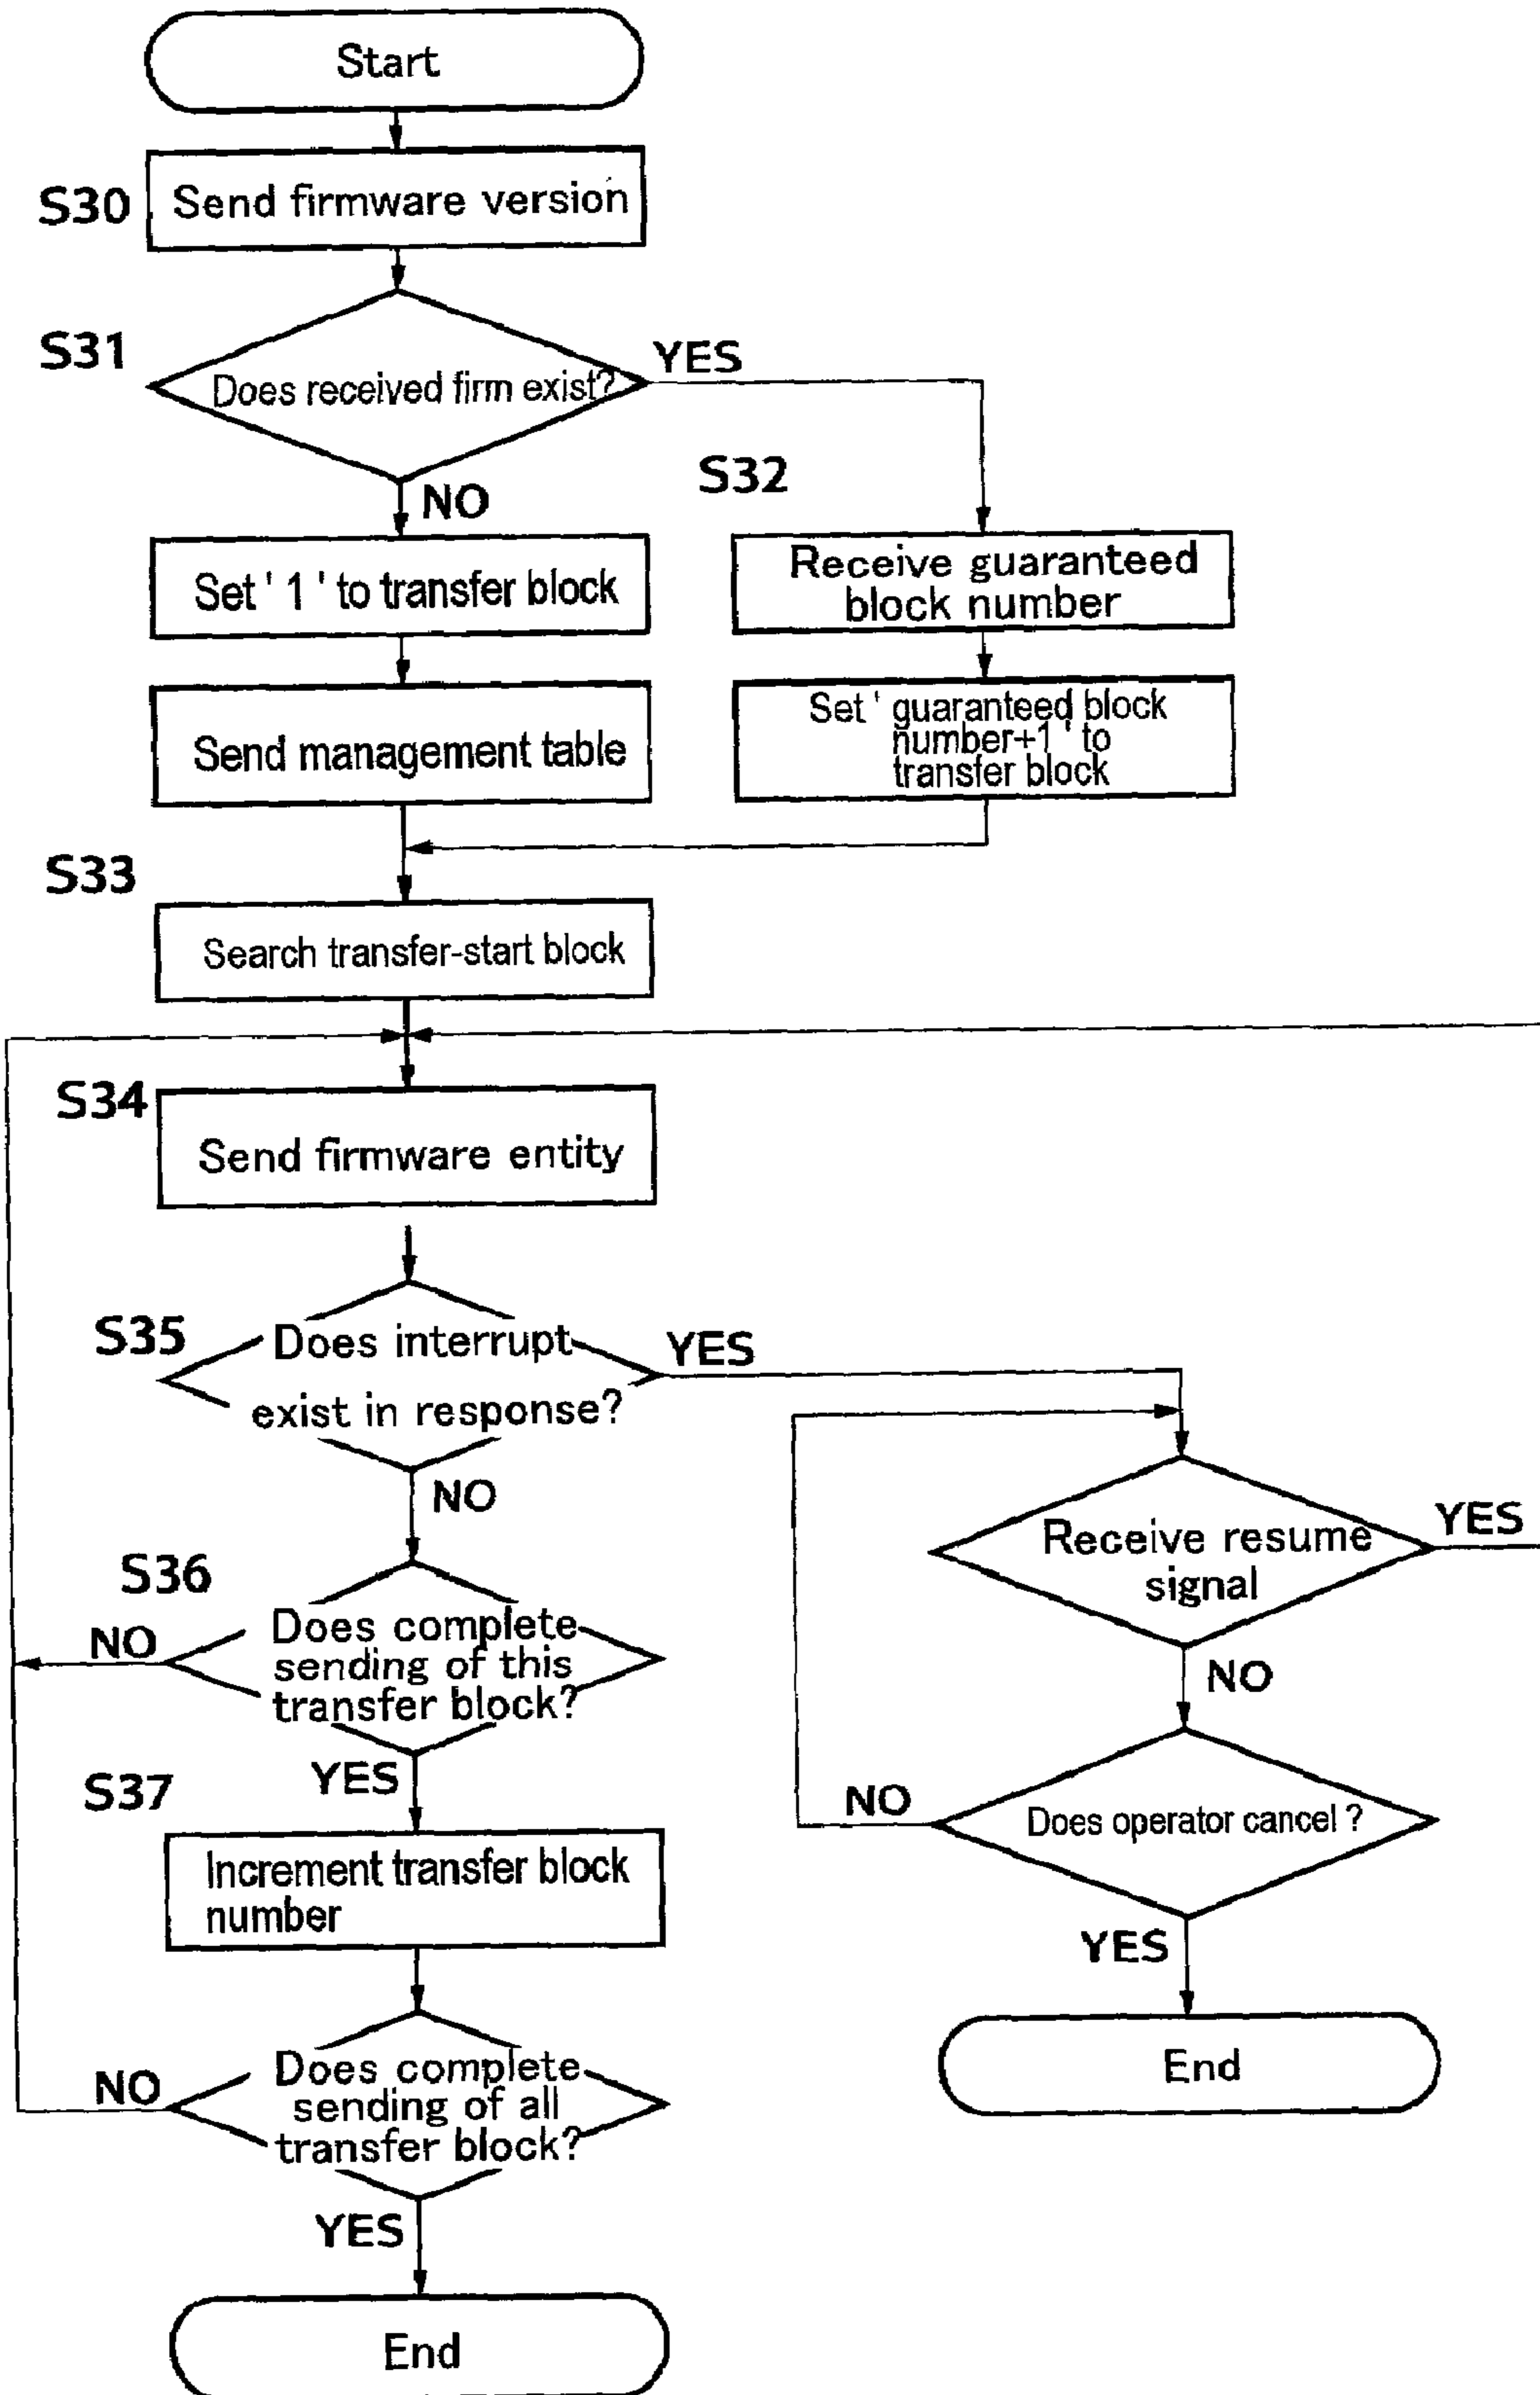 Start
S30
Send firmware version
S31
Does received firm exist?
YES
NO
S32
Set ' 1 ' to transfer block
Receive guaranteed
block number
Send management table
Set ' guaranteed block
number+1 ' to
transfer block
S33
Search transfer-start block
S34
Send firmware entity
S35
Does interrupt
exist in response?
YES
NO
Receive resume
signal
YES
NO
S36
Does complete
sending of this
transfer block?
NO
YES
Does operator cancel ?
NO
YES
End
S37
Increment transfer block
number
Does complete
sending of all
transfer block?
NO
YES
End